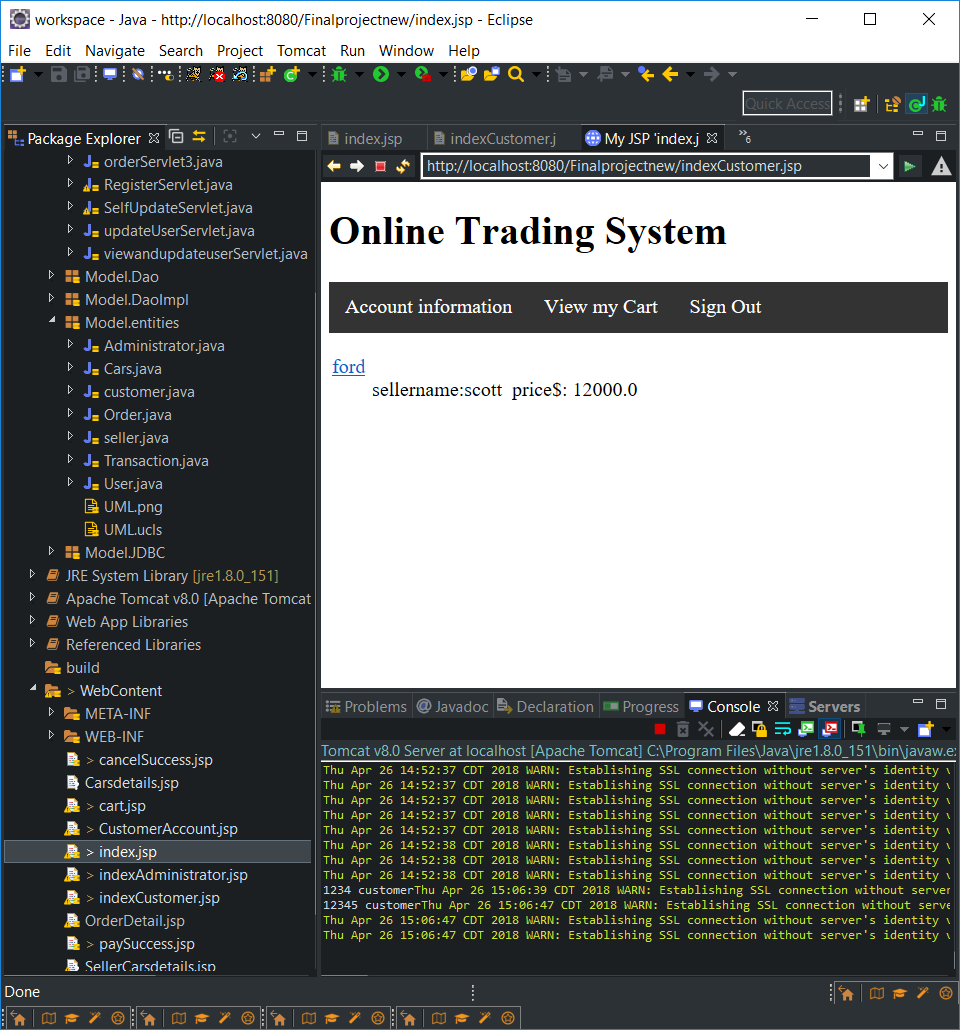 workspace - Java - http://localhost:8080/Finalprojectnew/index.jsp - Eclipse
File Edit Navigate Search Project Tomcat Run Window Help
Quick Access
Package Explorer
orderServlet3.java
RegisterServlet.java
SelfUpdateServlet.java
updateUserServlet.java
viewandupdateuserServlet.java
Model.Dao
Model.DaoImpl
Model.entities
Administrator.java
Cars.java
customer.java
Order.java
seller.java
Transaction.java
User.java
UML.png
UML.ucls
Model.JDBC
JRE System Library [jre1.8.0_151]
Apache Tomcat v8.0 [Apache Tomcat
Web App Libraries
Referenced Libraries
build
> WebContent
META-INF
WEB-INF
> cancelSuccess.jsp
Carsdetails.jsp
> cart.jsp
> CustomerAccount.jsp
> index.jsp
> indexAdministrator.jsp
> indexCustomer.jsp
OrderDetail.jsp
> paySuccess.jsp
SellerCarsdetails.jsp
index.jsp indexCustomer.j My JSP 'index.j »6
http://localhost:8080/Finalprojectnew/indexCustomer.jsp
Online Trading System
Account information View my Cart Sign Out
ford
sellername:scott price$: 12000.0
Problems @ Javadoc Declaration Progress Console Servers
Tomcat v8.0 Server at localhost [Apache Tomcat] C:\Program Files\Java\jre1.8.0_151\bin\javaw.ex
Thu Apr 26 14:52:37 CDT 2018 WARN: Establishing SSL connection without server's identity v
Thu Apr 26 14:52:37 CDT 2018 WARN: Establishing SSL connection without server's identity v
Thu Apr 26 14:52:37 CDT 2018 WARN: Establishing SSL connection without server's identity v
Thu Apr 26 14:52:37 CDT 2018 WARN: Establishing SSL connection without server's identity v
Thu Apr 26 14:52:37 CDT 2018 WARN: Establishing SSL connection without server's identity v
Thu Apr 26 14:52:38 CDT 2018 WARN: Establishing SSL connection without server's identity v
Thu Apr 26 14:52:38 CDT 2018 WARN: Establishing SSL connection without server's identity v
Thu Apr 26 14:52:38 CDT 2018 WARN: Establishing SSL connection without server's identity v
1234 customerThu Apr 26 15:06:39 CDT 2018 WARN: Establishing SSL connection without server
12345 customerThu Apr 26 15:06:47 CDT 2018 WARN: Establishing SSL connection without serve
Thu Apr 26 15:06:47 CDT 2018 WARN: Establishing SSL connection without server's identity v
Thu Apr 26 15:06:47 CDT 2018 WARN: Establishing SSL connection without server's identity v
Done